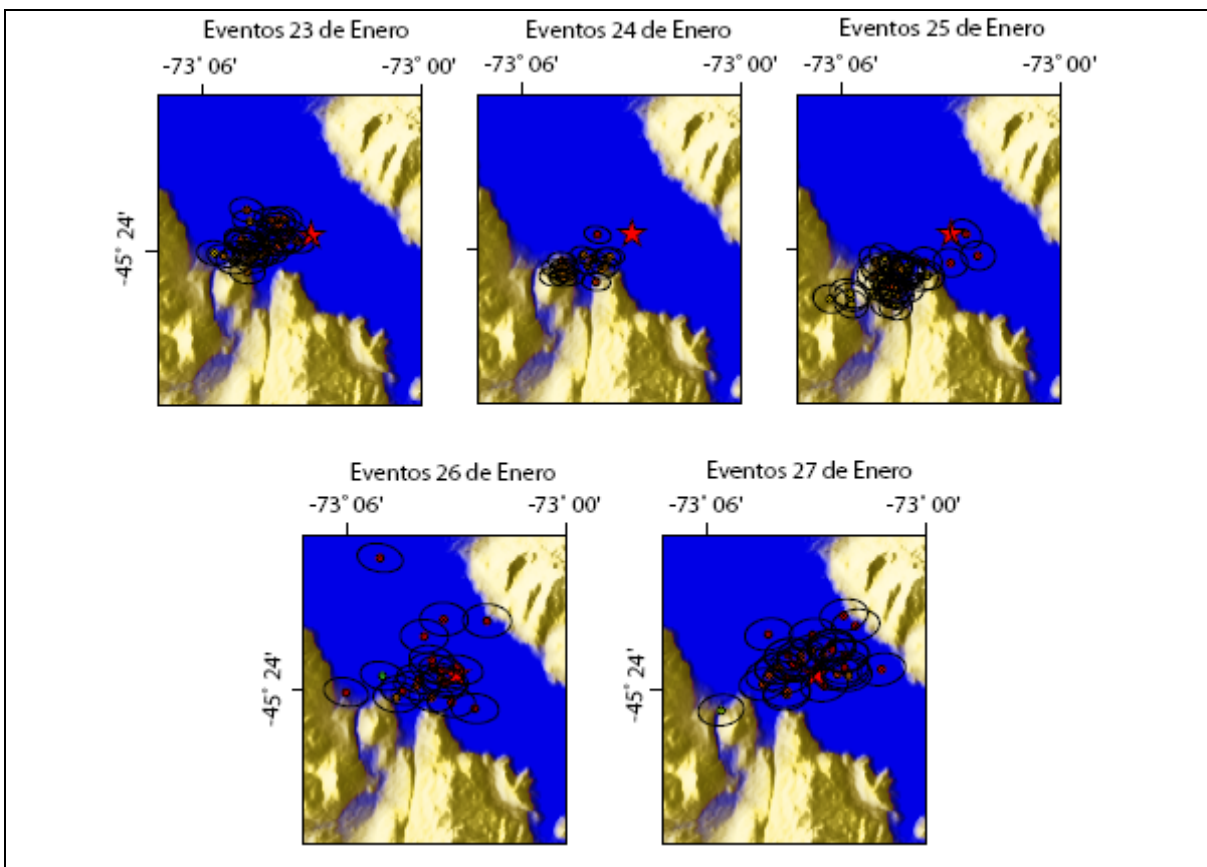 Eventos 23 de Enero
-73° 06' -73° 00'
-45° 24'
Eventos 24 de Enero
-73° 06' -73° 00'
Eventos 25 de Enero
-73° 06' -73° 00'
Eventos 26 de Enero
-73° 06' -73° 00'
-45° 24'
Eventos 27 de Enero
-73° 06' -73° 00'
-45° 24'